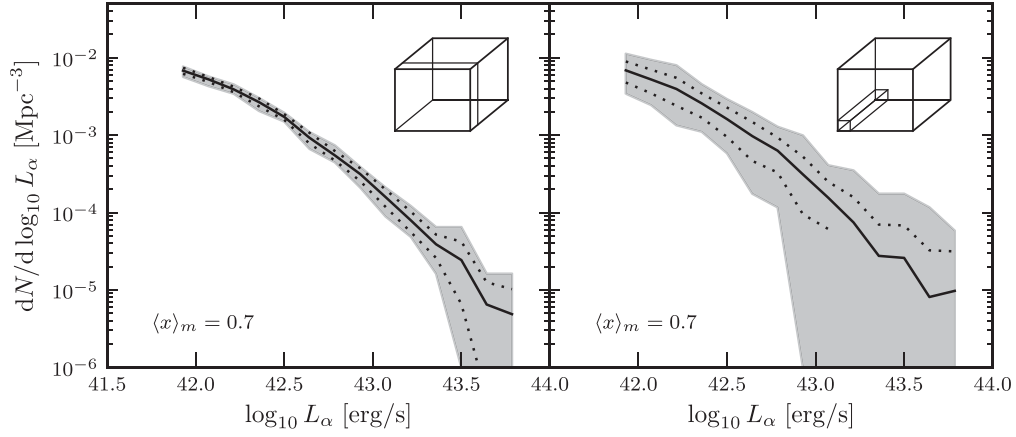 dN/d log₁₀ Lα [Mpc⁻³]
10⁻²
10⁻³
10⁻⁴
10⁻⁵
10⁻⁶
⟨x⟩ₘ = 0.7
⟨x⟩ₘ = 0.7
41.5 42.0 42.5 43.0 43.5 44.0 42.0 42.5 43.0 43.5 44.0
log₁₀ Lα [erg/s]
log₁₀ Lα [erg/s]